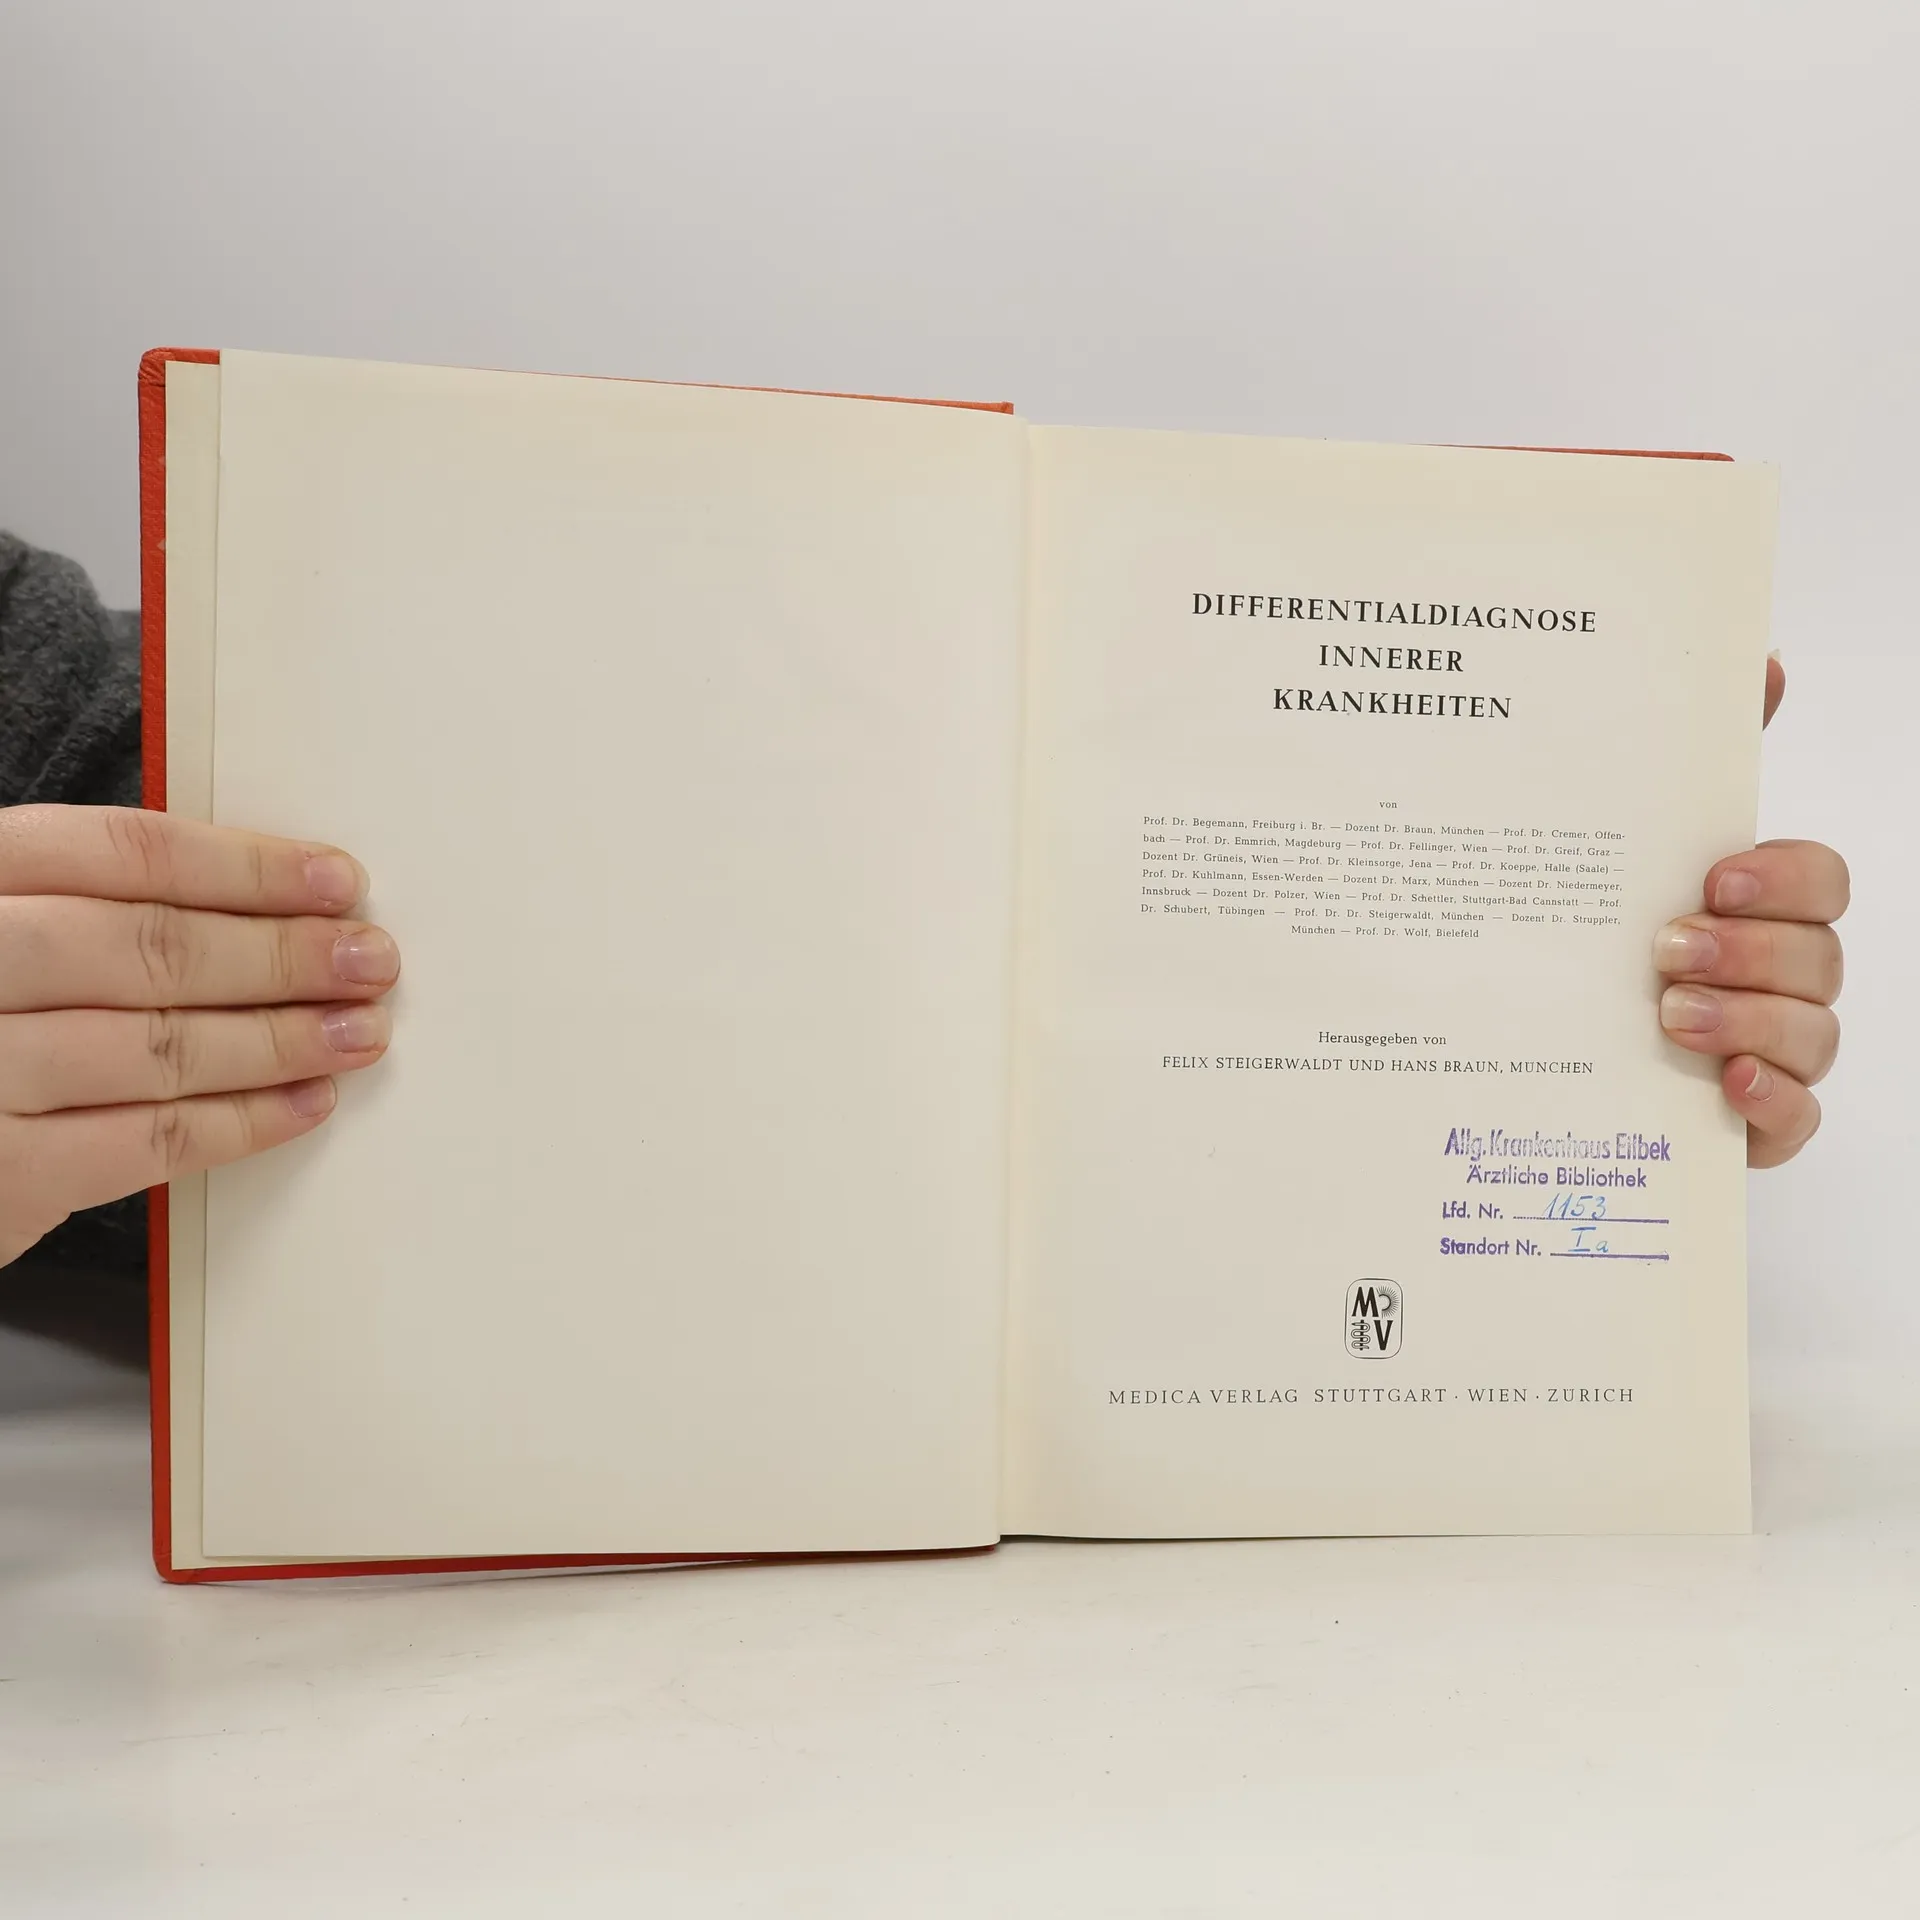 DIFFERENTIALDIAGNOSE
INNERER
KRANKHEITEN
von
Prof. Dr. Begemann, Freiburg i. Br. — Dozent Dr. Braun, München — Prof. Dr. Cremer, Offen-
bach — Prof. Dr. Emmrich, Magdeburg — Prof. Dr. Fellinger, Wien — Prof. Dr. Greif, Graz —
Dozent Dr. Grüneis, Wien — Prof. Dr. Kleinsorge, Jena — Prof. Dr. Koeppe, Halle (Saale) —
Prof. Dr. Kuhlmann, Essen-Werden — Dozent Dr. Marx, München — Dozent Dr. Niedermeyer,
Innsbruck — Dozent Dr. Polzer, Wien — Prof. Dr. Schettler, Stuttgart-Bad Cannstatt — Prof.
Dr. Schubert, Tübingen — Prof. Dr. Dr. Steigerwaldt, München — Dozent Dr. Struppler,
München — Prof. Dr. Wolf, Bielefeld
Herausgegeben von
FELIX STEIGERWALDT UND HANS BRAUN, MÜNCHEN
Allg. Krankenhaus Eilbek
Ärztliche Bibliothek
Lfd. Nr. 1153
Standort Nr. I a
M
V
MEDICA VERLAG STUTTGART · WIEN · ZÜRICH